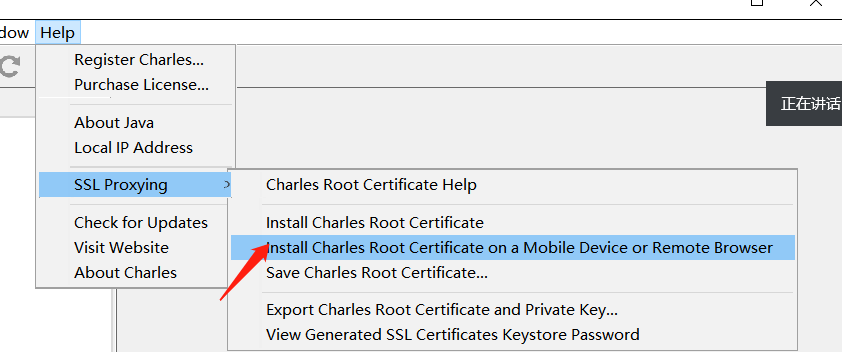 dow Help
Register Charles...
Purchase License...
About Java
正在讲话
Local IP Address
SSL Proxying
Charles Root Certificate Help
Check for Updates
Install Charles Root Certificate
Visit Website
Install Charles Root Certificate on a Mobile Device or Remote Browser
About Charles
Save Charles Root Certificate...
Export Charles Root Certificate and Private Key...
View Generated SSL Certificates Keystore Password